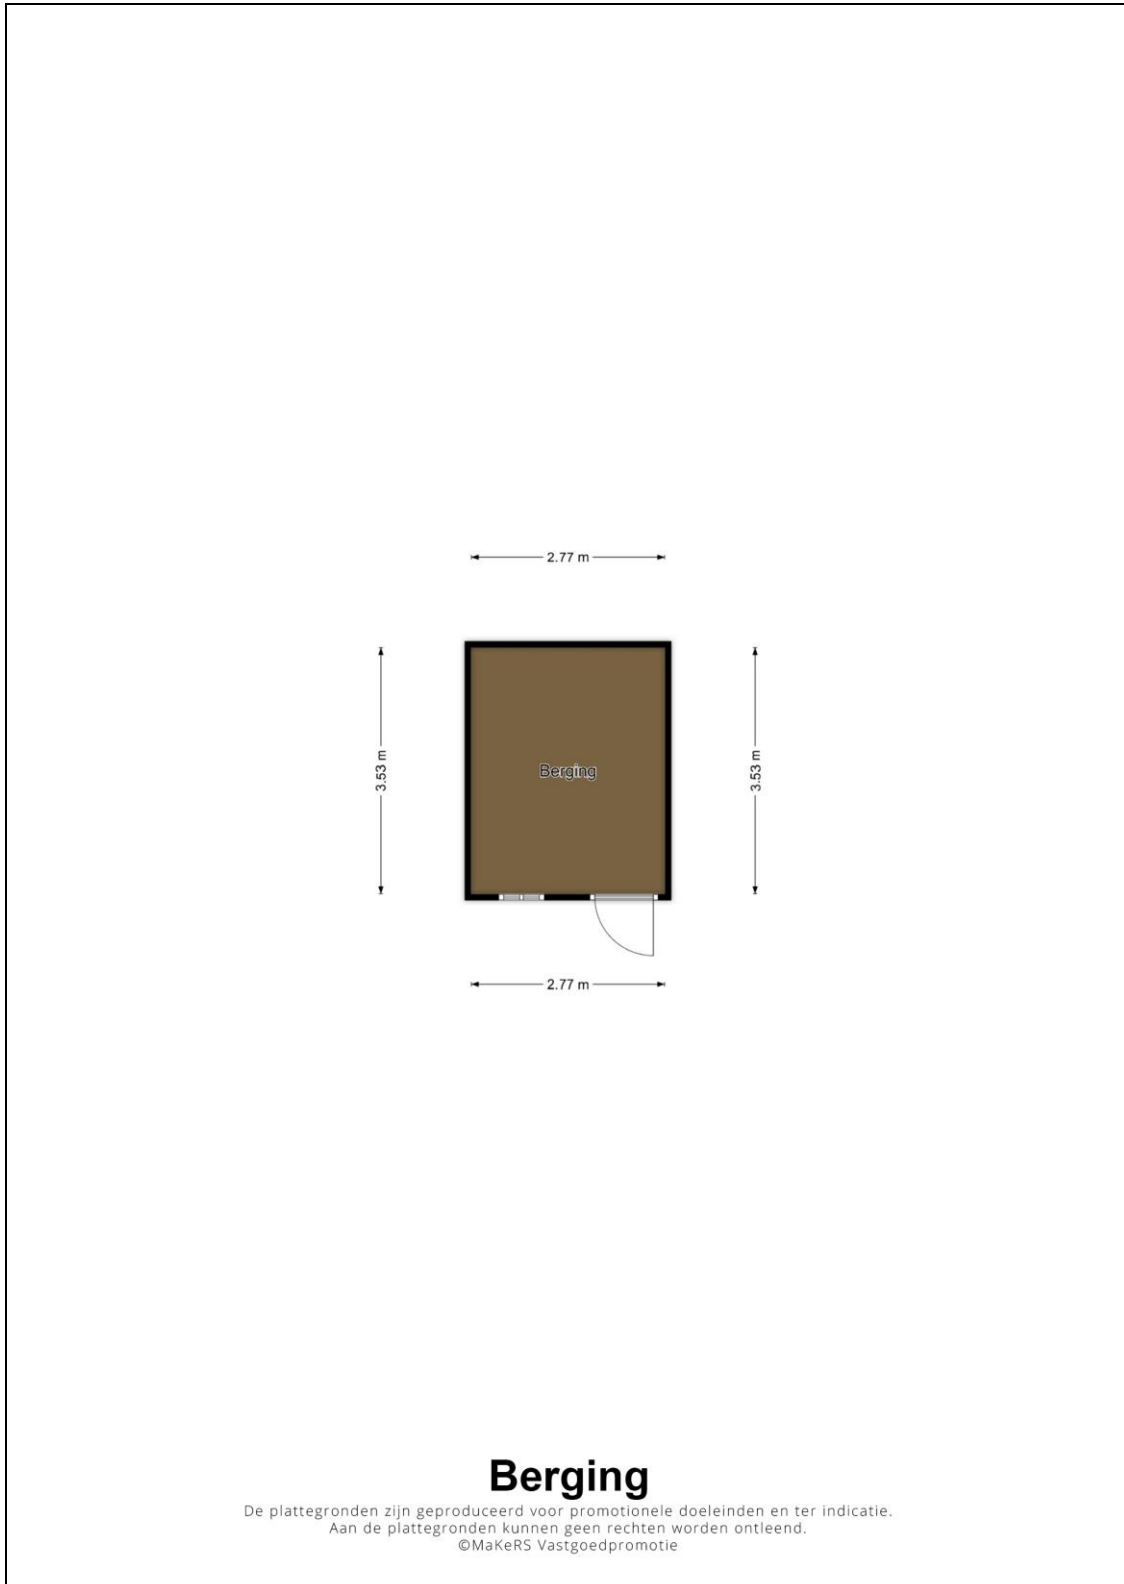 2.77 m
3.53 m
Berging
3.53 m
2.77 m
Berging
De plattegronden zijn geproduceerd voor promotionele doeleinden en ter indicatie.
Aan de plattegronden kunnen geen rechten worden ontleend.
©MaKeRS Vastgoedpromotie